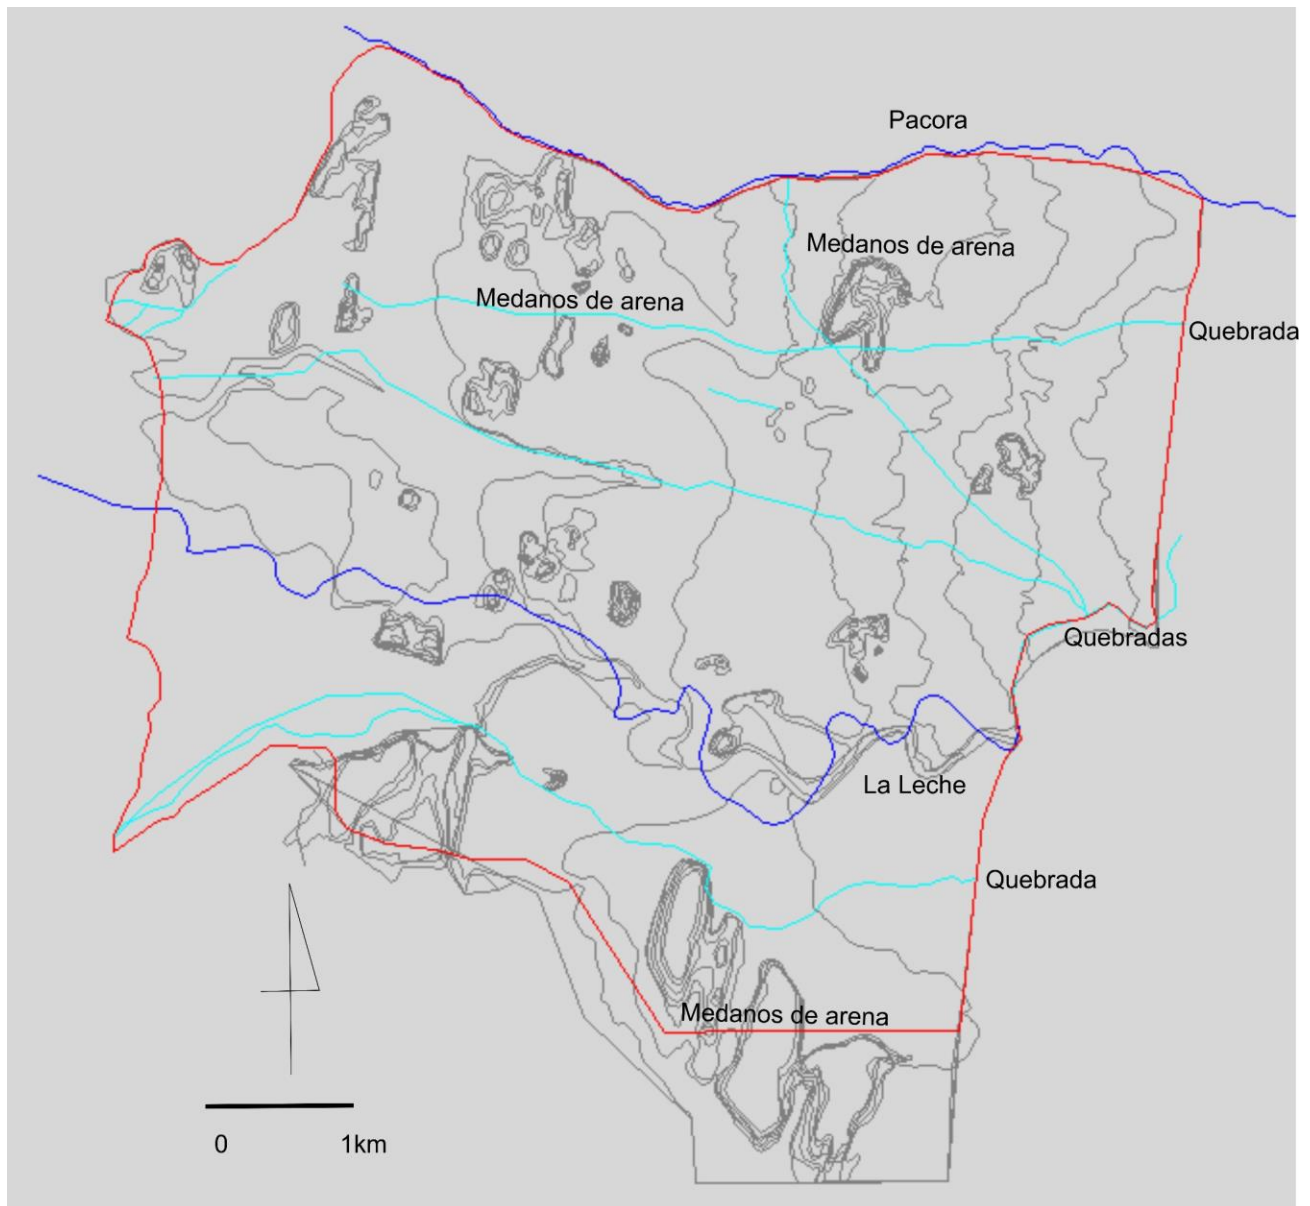 Pacora
Medanos de arena
Medanos de arena
Quebrada
Quebradas
La Leche
Quebrada
Medanos de arena
0 1km